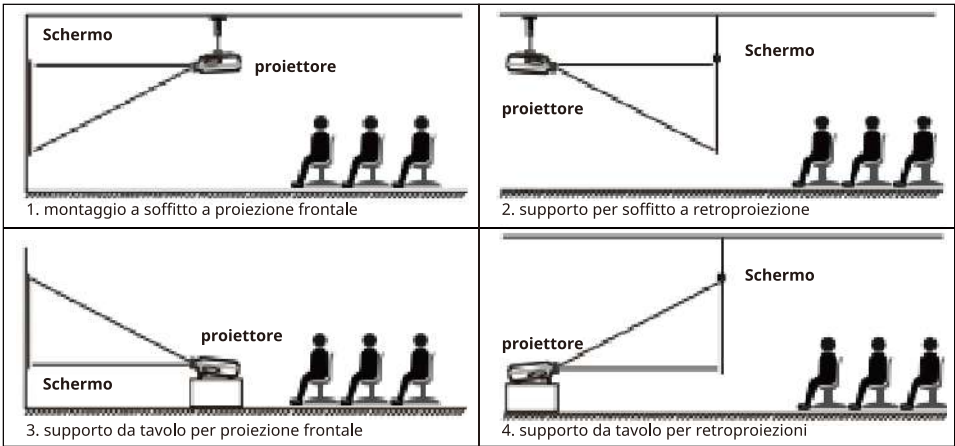 Schermo
proiettore
1. montaggio a soffitto a proiezione frontale
Schermo
proiettore
2. supporto per soffitto a retroproiezione
proiettore
Schermo
3. supporto da tavolo per proiezione frontale
Schermo
proiettore
4. supporto da tavolo per retroproiezioni